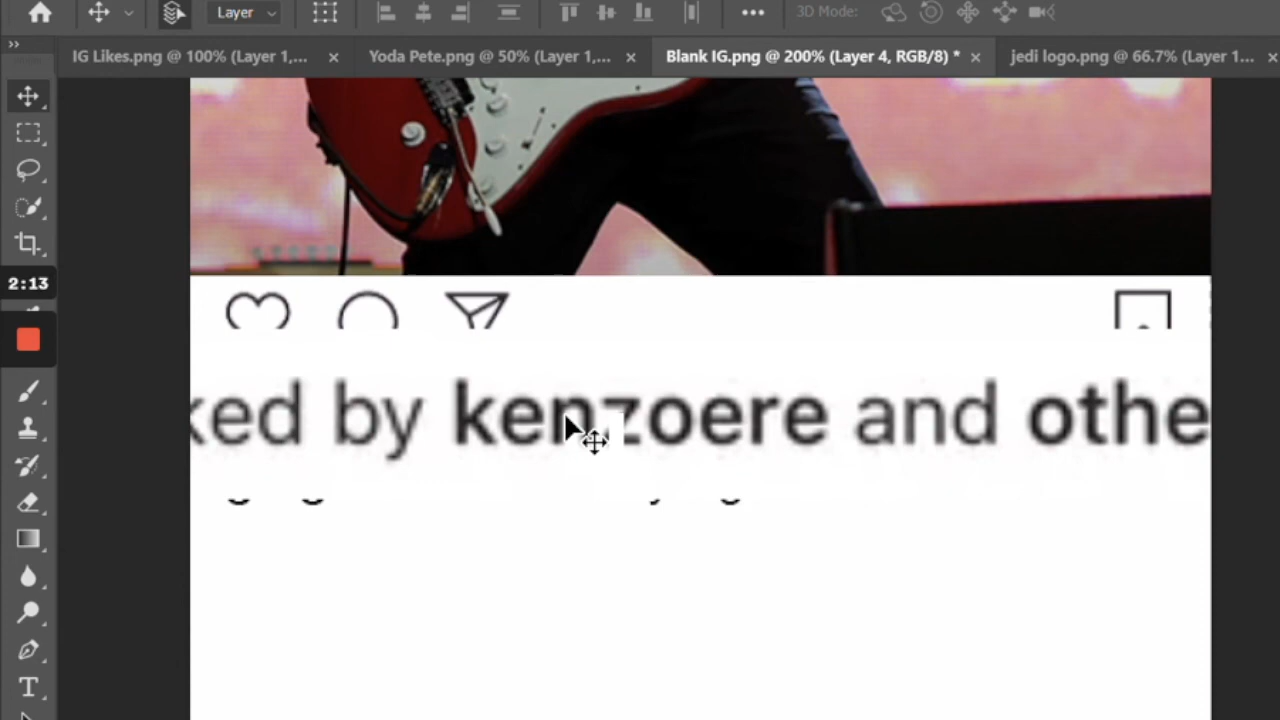 Layer
3D Mode:
IG Likes.png @ 100% (Layer 1,...
Yoda Pete.png @ 50% (Layer 1,...
Blank IG.png @ 200% (Layer 4, RGB/8) *
jedi logo.png @ 66.7% (Layer 1...
2:13
ked by kenzoere and othe